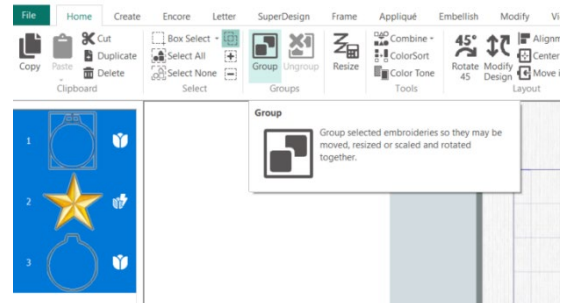 File Home Create Encore Letter SuperDesign Frame Appliqué Embellish Modify
Copy
Paste
Cut
Duplicate
Delete
Clipboard
Box Select
Select All
Select None
Select
Group
Ungroup
Groups
Resize
Combine
ColorSort
Color Tone
Tools
Rotate
45
Modify
Design
45°
Alignm
Center
Move i
Layout
Group
Group selected embroideries so they may be
moved, resized or scaled and rotated
together.
1
2
3